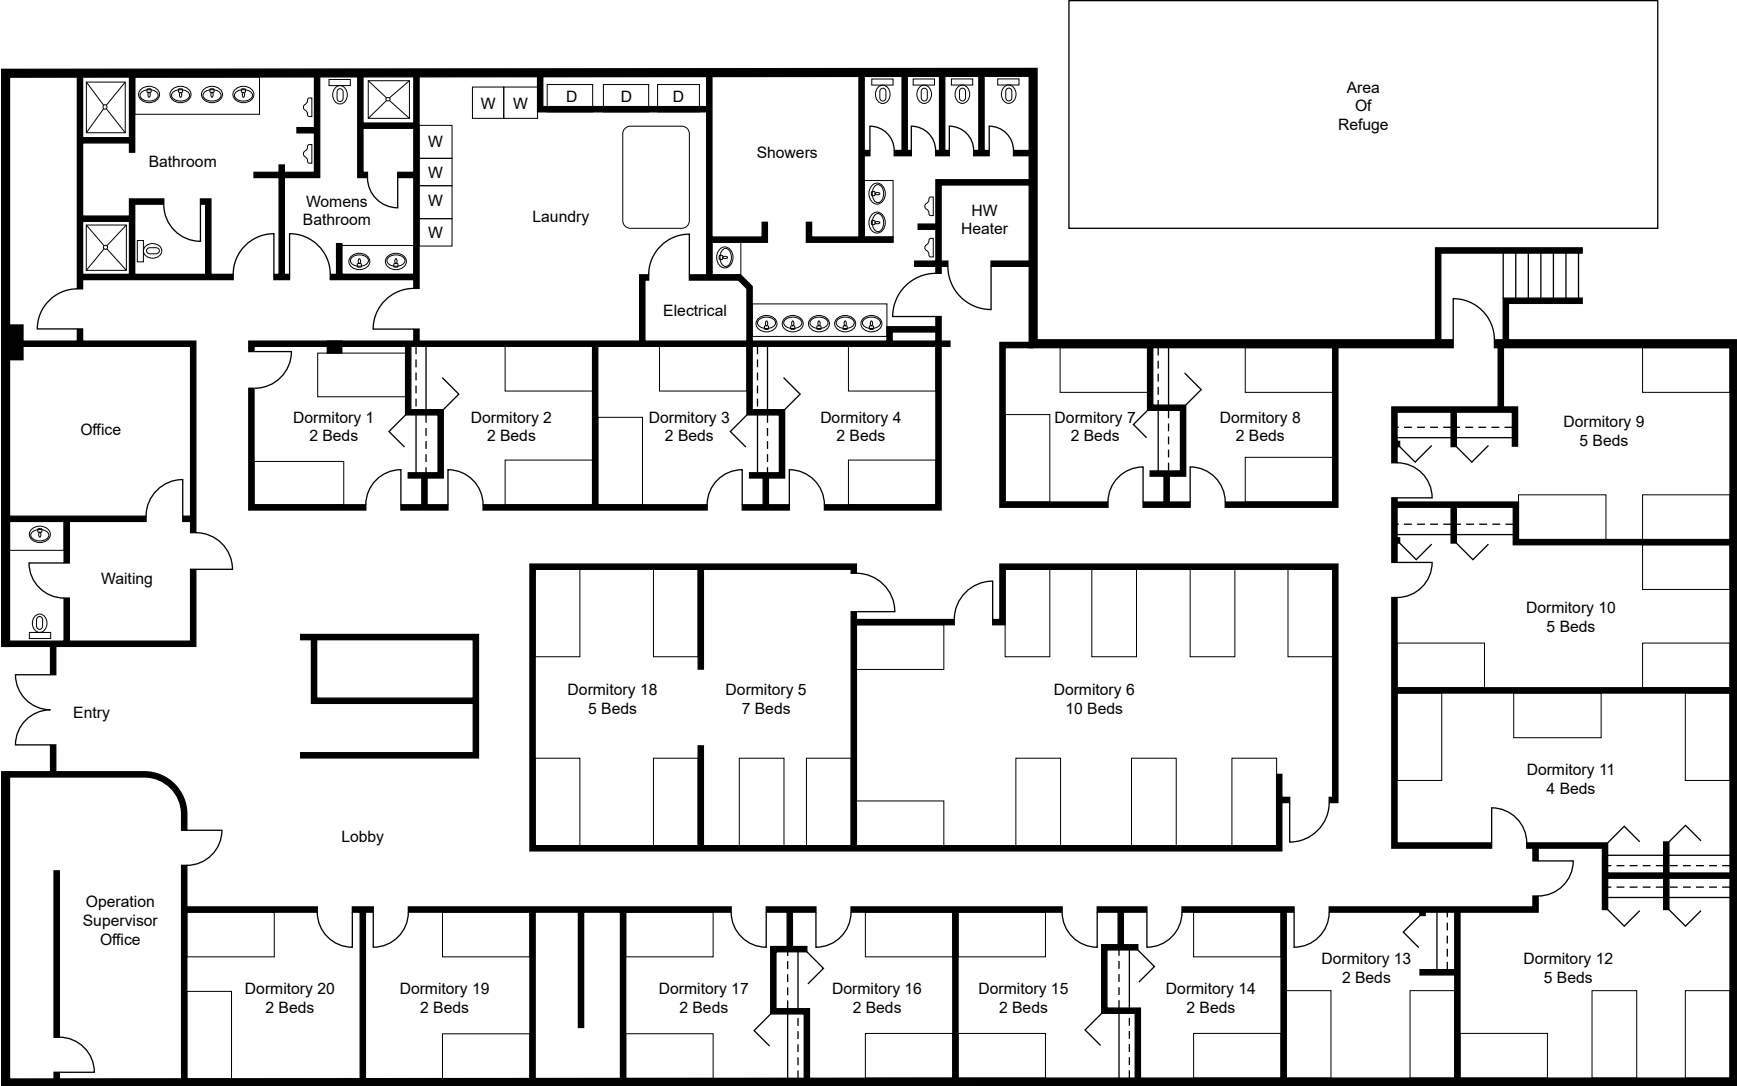 Area
Of
Refuge
D
D
D
W
W
W
W
W
W
Bathroom
Womens
Bathroom
Laundry
Showers
HW
Heater
Electrical
Office
Dormitory 1
2 Beds
Dormitory 2
2 Beds
Dormitory 3
2 Beds
Dormitory 4
2 Beds
Dormitory 7
2 Beds
Dormitory 8
2 Beds
Dormitory 9
5 Beds
Waiting
Dormitory 10
5 Beds
Entry
Dormitory 18
5 Beds
Dormitory 5
7 Beds
Dormitory 6
10 Beds
Dormitory 11
4 Beds
Lobby
Operation
Supervisor
Office
Dormitory 20
2 Beds
Dormitory 19
2 Beds
Dormitory 17
2 Beds
Dormitory 16
2 Beds
Dormitory 15
2 Beds
Dormitory 14
2 Beds
Dormitory 13
2 Beds
Dormitory 12
5 Beds